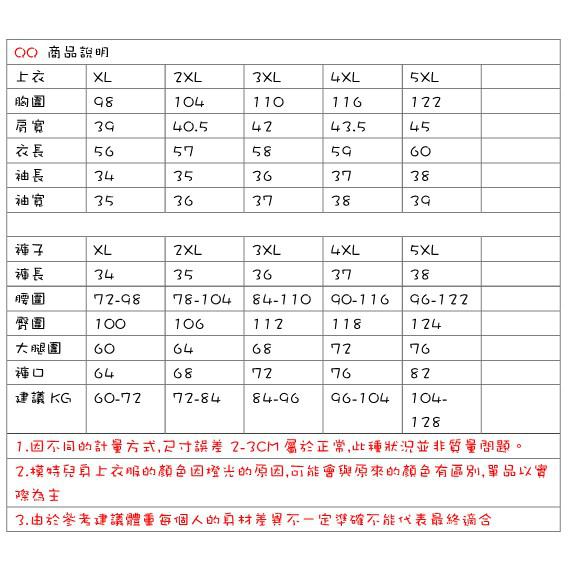 QQ 商品說明
上衣 XL 2XL 3XL 4XL 5XL
胸圍 98 104 110 116 122
肩寬 39 40.5 42 43.5 45
衣長 56 57 58 59 60
袖長 34 35 36 37 38
袖寬 35 36 37 38 39
褲子 XL 2XL 3XL 4XL 5XL
褲長 34 35 36 37 38
腰圍 72-98 78-104 84-110 90-116 96-122
臀圍 100 106 112 118 124
大腿圍 60 64 68 72 76
褲口 64 68 72 76 82
建議 KG 60-72 72-84 84-96 96-104 104-
128
1.因不同的計量方式,尺寸誤差 2-3CM 屬於正常,此種狀況並非質量問題。
2.模特兒身上衣服的顏色因燈光的原因,可能會與原來的顏色有區別,單品以實
際為主
3.由於參考建議體重每個人的身材差異不一定準確不能代表最終適合